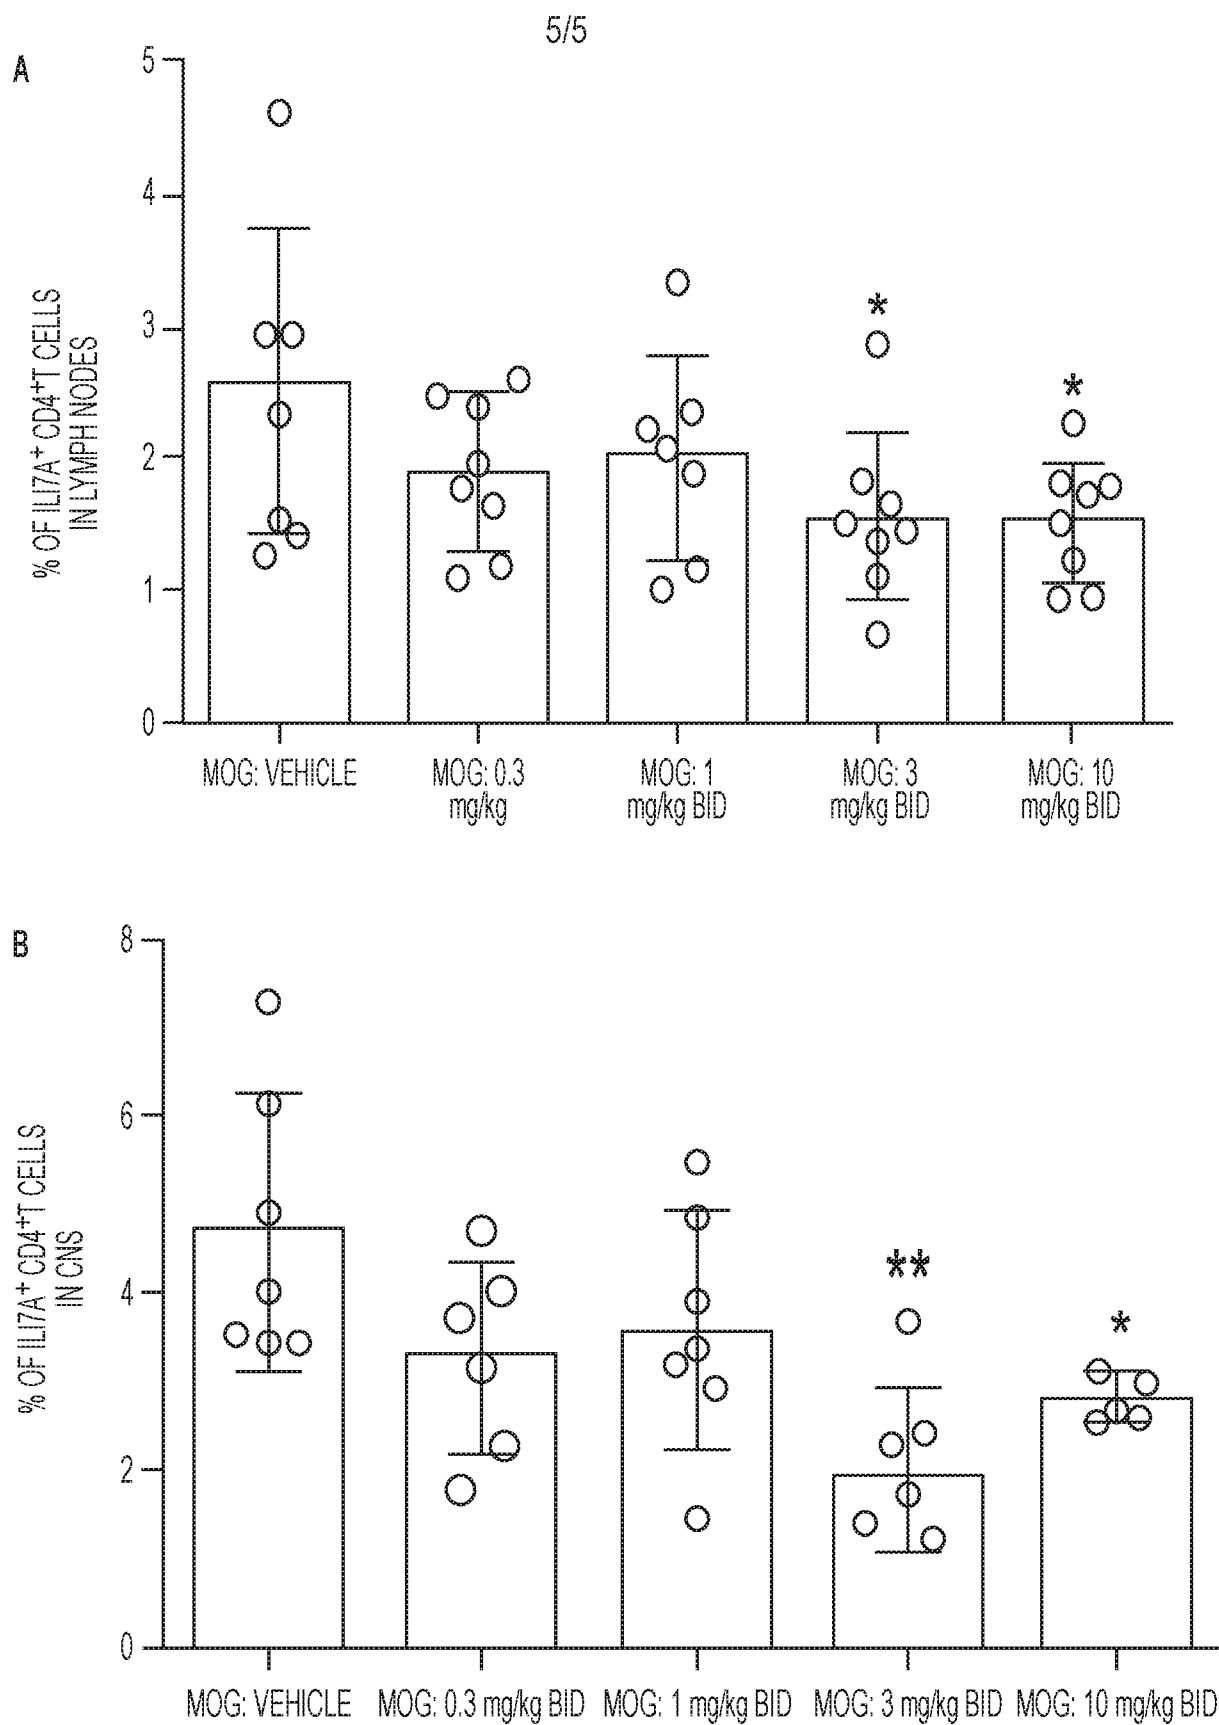 5/5
A
5
4
3
2
1
0
% OF IL17A⁺ CD4⁺T CELLS
IN LYMPH NODES
*
*
MOG: VEHICLE
MOG: 0.3
mg/kg
MOG: 1
mg/kg BID
MOG: 3
mg/kg BID
MOG: 10
mg/kg BID
B
8
6
4
2
0
% OF IL17A⁺ CD4⁺T CELLS
IN CNS
**
*
MOG: VEHICLE
MOG: 0.3 mg/kg BID
MOG: 1 mg/kg BID
MOG: 3 mg/kg BID
MOG: 10 mg/kg BID